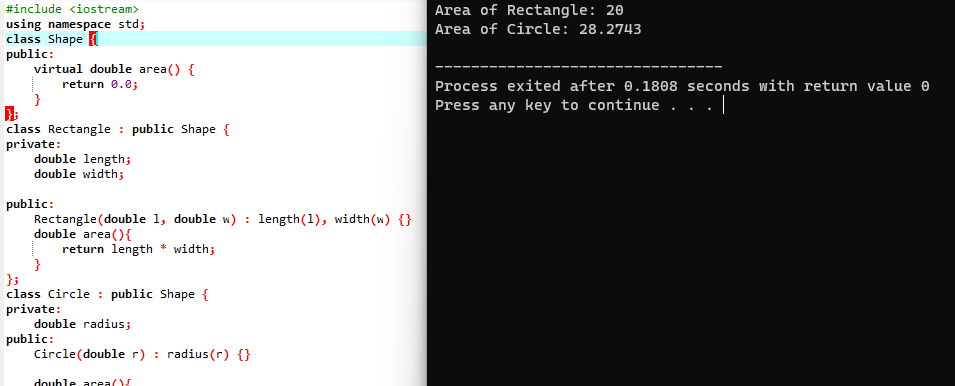 #include <iostream>
using namespace std;
class Shape {
public:
    virtual double area() {
        return 0.0;
    }
};
class Rectangle : public Shape {
private:
    double length;
    double width;

public:
    Rectangle(double l, double w) : length(l), width(w) {}
    double area(){
        return length * width;
    }
};
class Circle : public Shape {
private:
    double radius;
public:
    Circle(double r) : radius(r) {}

    double area(){
Area of Rectangle: 20
Area of Circle: 28.2743

--------------------------------
Process exited after 0.1808 seconds with return value 0
Press any key to continue . . .